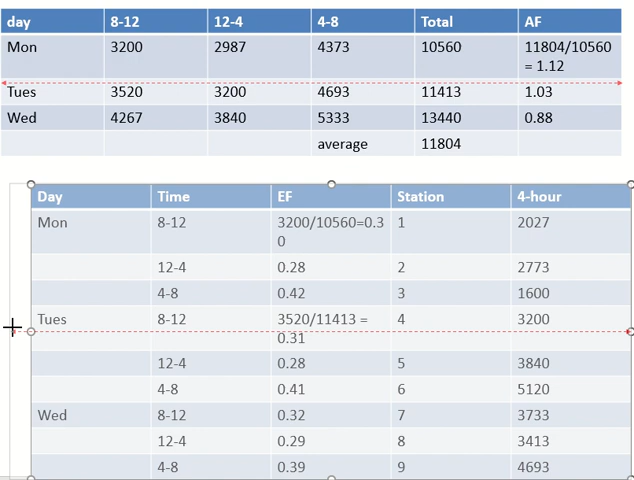 day 8-12 12-4 4-8 Total AF
Mon 3200 2987 4373 10560 11804/10560
= 1.12
Tues 3520 3200 4693 11413 1.03
Wed 4267 3840 5333 13440 0.88
average 11804
Day Time EF Station 4-hour
Mon 8-12 3200/10560=0.3 1 2027
0
12-4 0.28 2 2773
4-8 0.42 3 1600
Tues 8-12 3520/11413 = 4 3200
0.31
12-4 0.28 5 3840
4-8 0.41 6 5120
Wed 8-12 0.32 7 3733
12-4 0.29 8 3413
4-8 0.39 9 4693